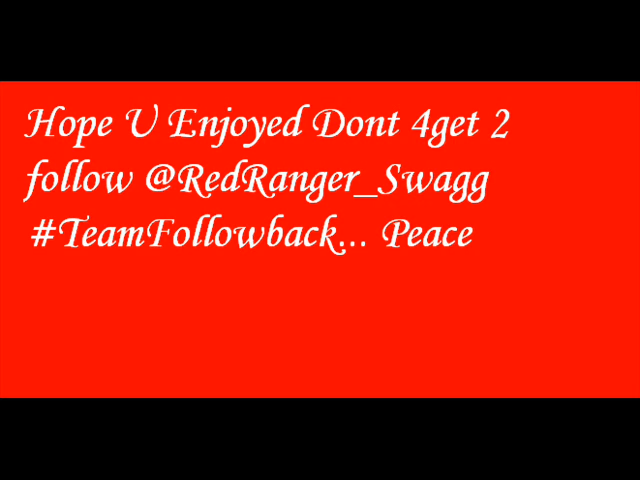 Hope U Enjoyed Dont 4get 2
follow @RedRanger_Swagg
#TeamFollowback... Peace